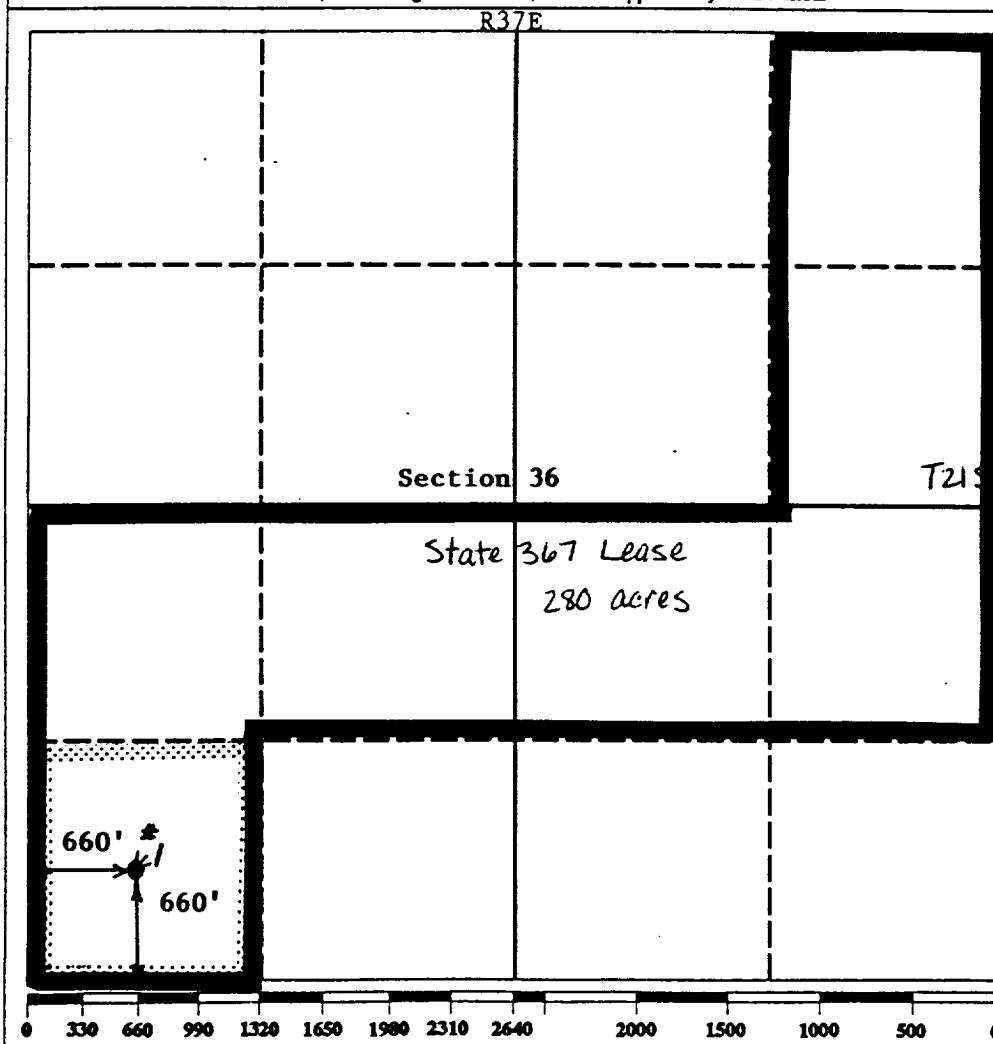 R37E
Section 36
T21S
State 367 Lease
280 acres
660' #1
660'
0 330 660 990 1320 1650 1980 2310 2640 2000 1500 1000 500 0